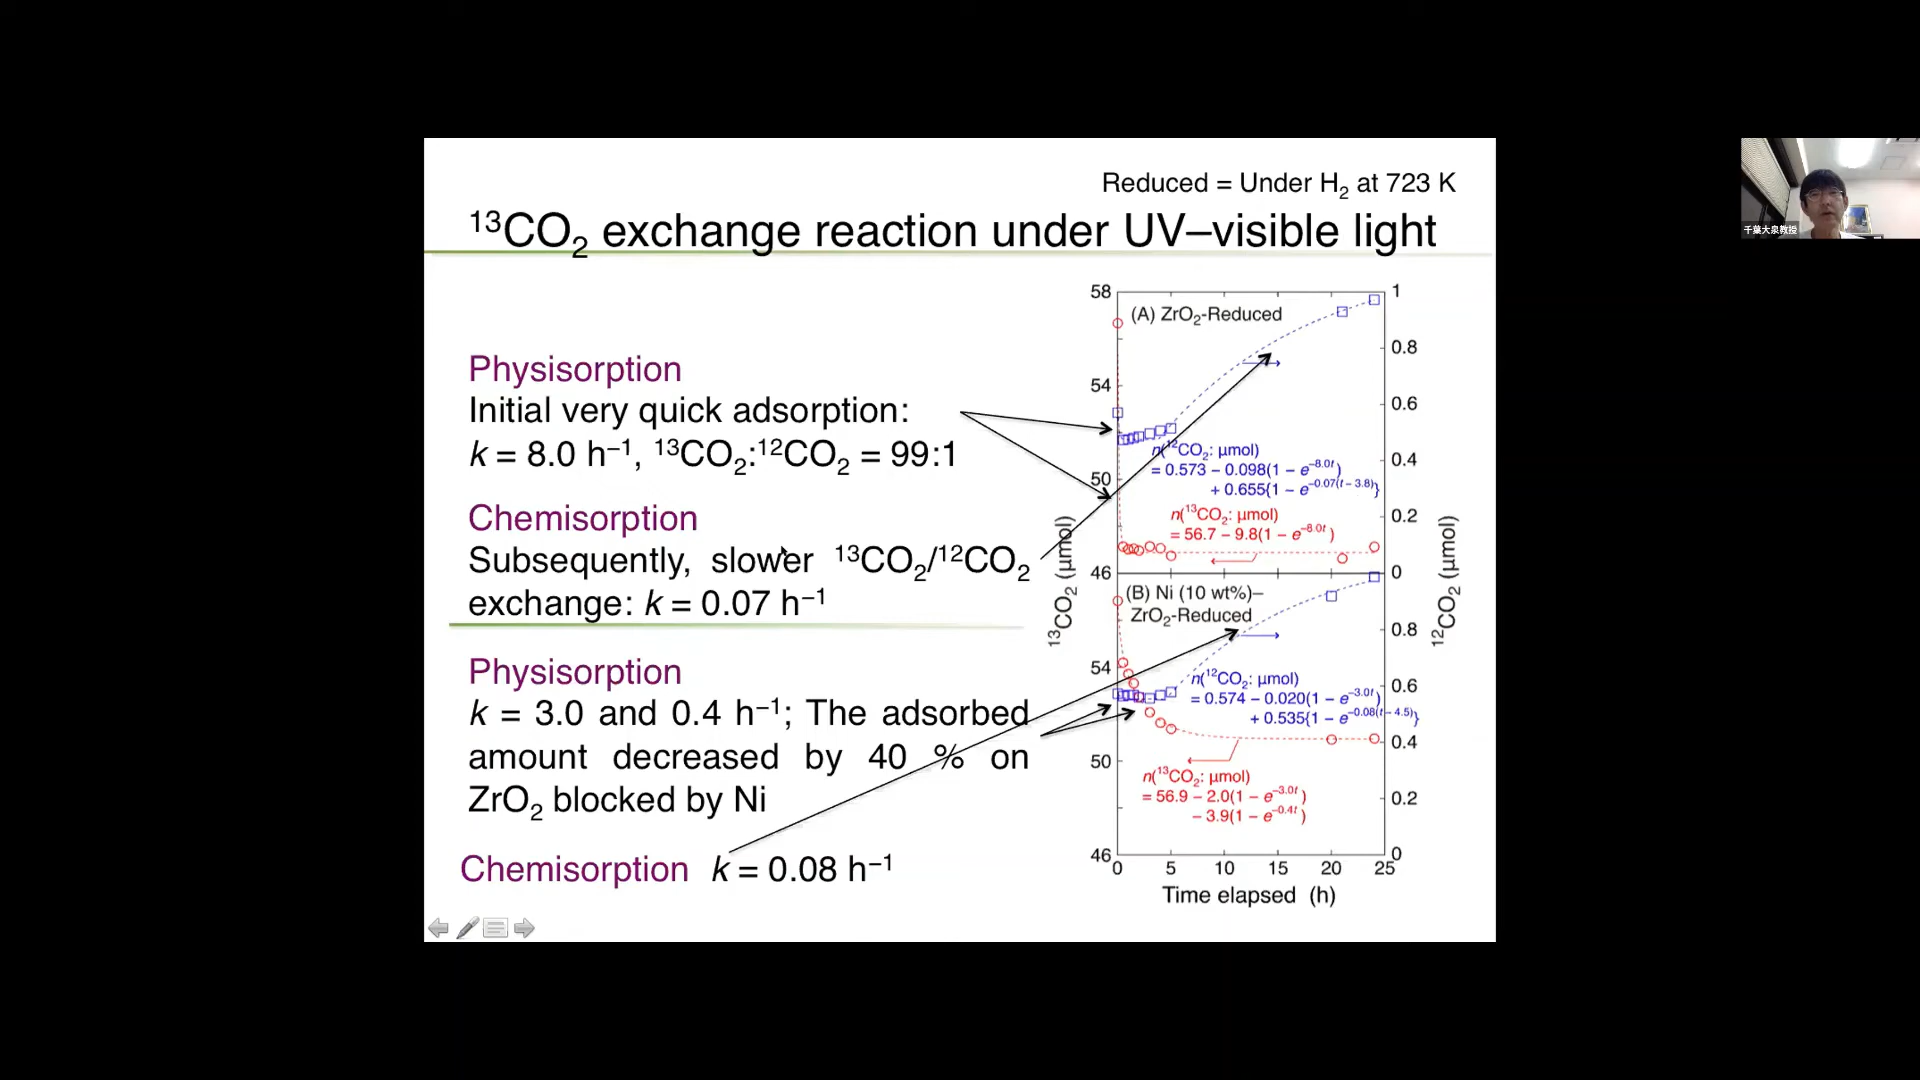 Reduced = Under H₂ at 723 K
¹³CO₂ exchange reaction under UV–visible light
Physisorption
Initial very quick adsorption:
k = 8.0 h⁻¹, ¹³CO₂:¹²CO₂ = 99:1
Chemisorption
Subsequently, slower ¹³CO₂/¹²CO₂
exchange: k = 0.07 h⁻¹
Physisorption
k = 3.0 and 0.4 h⁻¹; The adsorbed
amount decreased by 40 % on
ZrO₂ blocked by Ni
Chemisorption k = 0.08 h⁻¹
58
54
50
46
54
50
46
¹³CO₂ (μmol)
(A) ZrO₂-Reduced
n(¹²CO₂: μmol)
= 0.573 – 0.098(1 – e^–8.0t)
+ 0.655{1 – e^–0.07(t – 3.8)}
n(¹³CO₂: μmol)
= 56.7 – 9.8(1 – e^–8.0t)
(B) Ni (10 wt%)–
ZrO₂-Reduced
n(¹²CO₂: μmol)
= 0.574 – 0.020(1 – e^–3.0t)
+ 0.535{1 – e^–0.08(t – 4.5)}
n(¹³CO₂: μmol)
= 56.9 – 2.0(1 – e^–3.0t)
– 3.9(1 – e^–0.4t)
1
0.8
0.6
0.4
0.2
0
0.8
0.6
0.4
0.2
0
¹²CO₂ (μmol)
0 5 10 15 20 25
Time elapsed (h)
千葉大泉教授